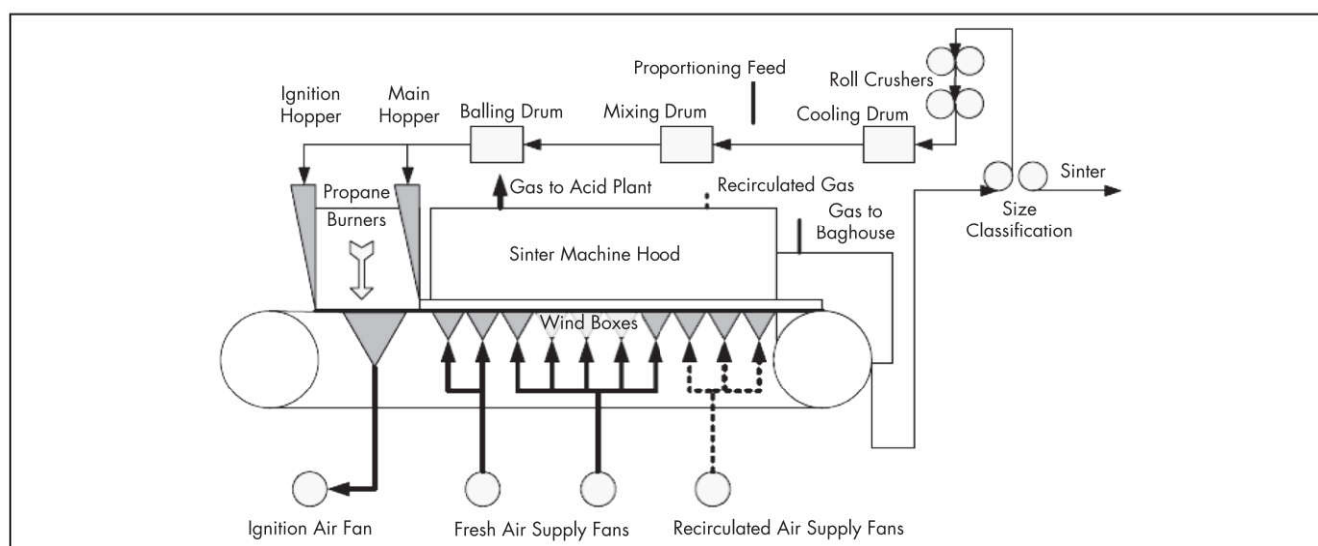 Proportioning Feed
Roll Crushers
Ignition
Hopper
Main
Hopper
Balling Drum
Mixing Drum
Cooling Drum
Propane
Burners
Gas to Acid Plant
Recirculated Gas
Gas to
Baghouse
Sinter
Size
Classification
Sinter Machine Hood
Wind Boxes
Ignition Air Fan
Fresh Air Supply Fans
Recirculated Air Supply Fans